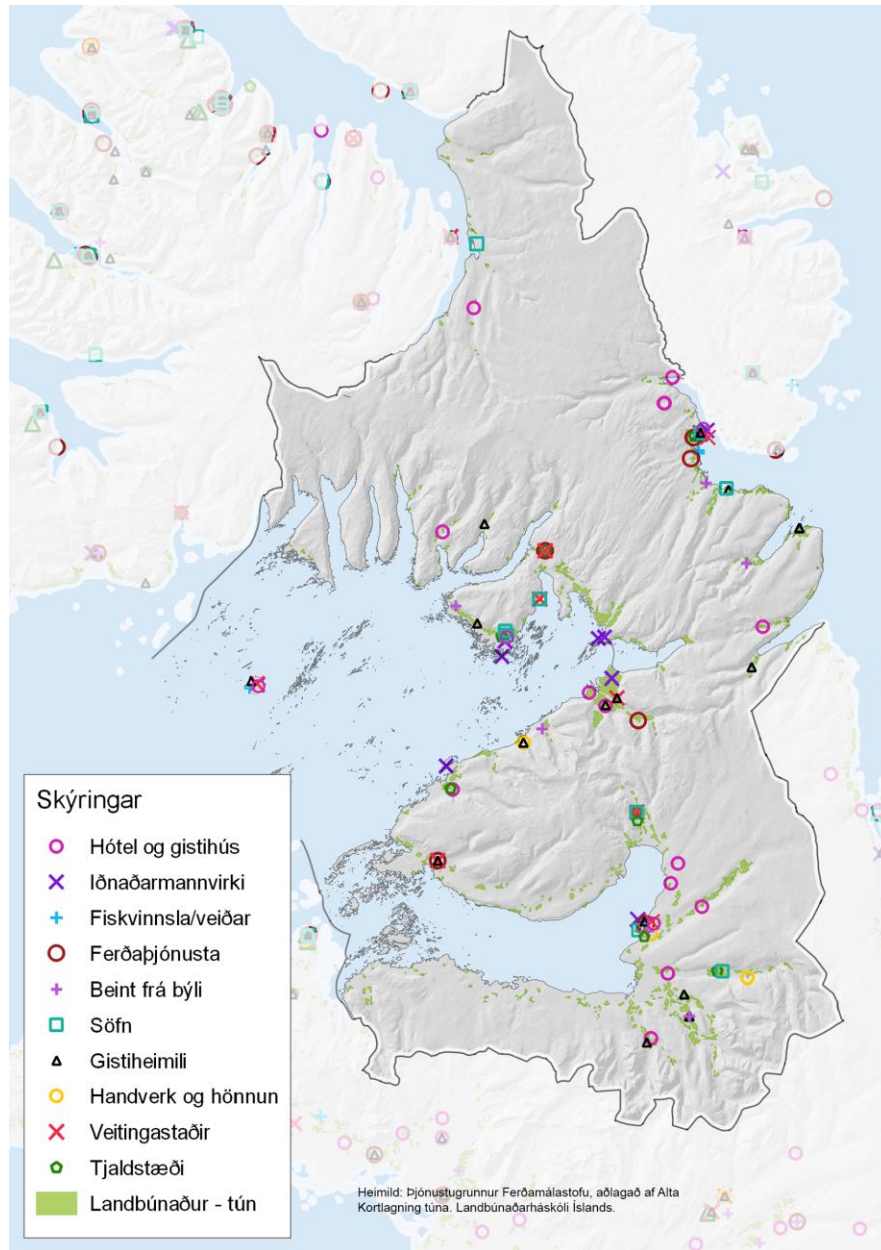 Skýringar
Hótel og gistihús
Iðnaðarmannvirki
Fiskvinnsla/veiðar
Ferðaþjónusta
Beint frá býli
Söfn
Gistiheimili
Handverk og hönnun
Veitingastaðir
Tjaldstæði
Landbúnaður - tún
Heimild: Þjónustugrunnur Ferðamálastofu, aðlagað af Alta
Kortlagning túna. Landbúnaðarháskóli Íslands.